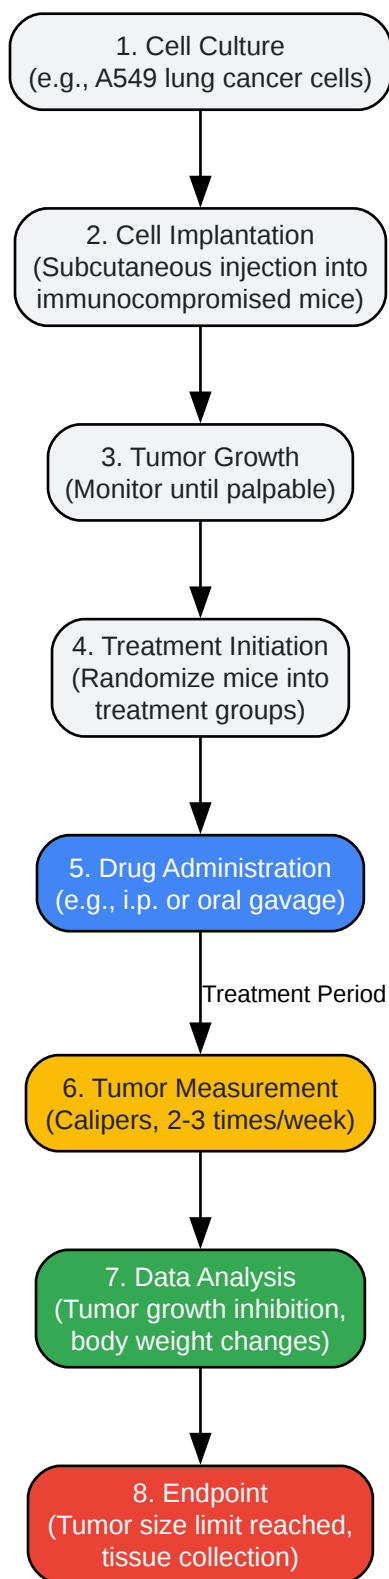 1. Cell Culture
(e.g., A549 lung cancer cells)
2. Cell Implantation
(Subcutaneous injection into
immunocompromised mice)
3. Tumor Growth
(Monitor until palpable)
4. Treatment Initiation
(Randomize mice into
treatment groups)
5. Drug Administration
(e.g., i.p. or oral gavage)
Treatment Period
6. Tumor Measurement
(Calipers, 2-3 times/week)
7. Data Analysis
(Tumor growth inhibition,
body weight changes)
8. Endpoint
(Tumor size limit reached,
tissue collection)